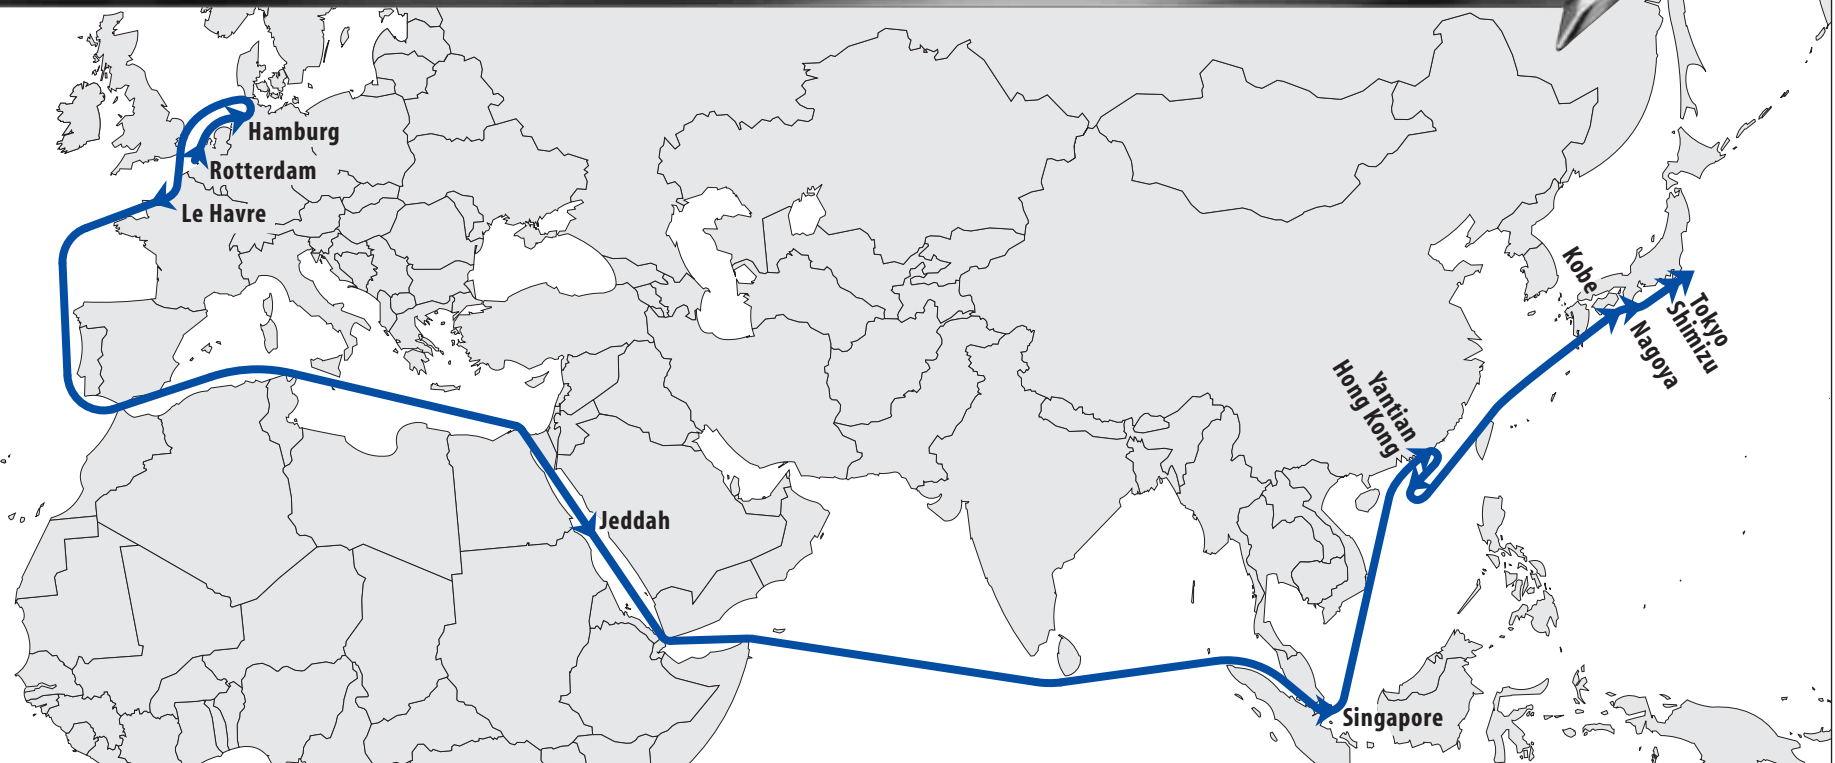 Hamburg
Rotterdam
Le Havre
Jeddah
Singapore
Yantian
Hong Kong
Kobe
Nagoya
Shimizu
Tokyo